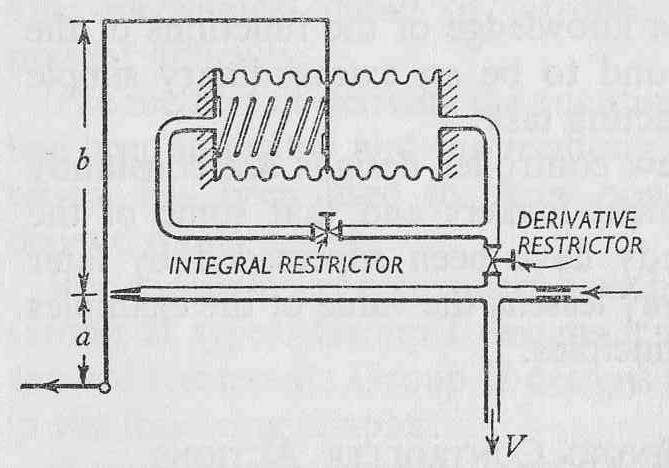 b
a
INTEGRAL RESTRICTOR
DERIVATIVE
RESTRICTOR
V